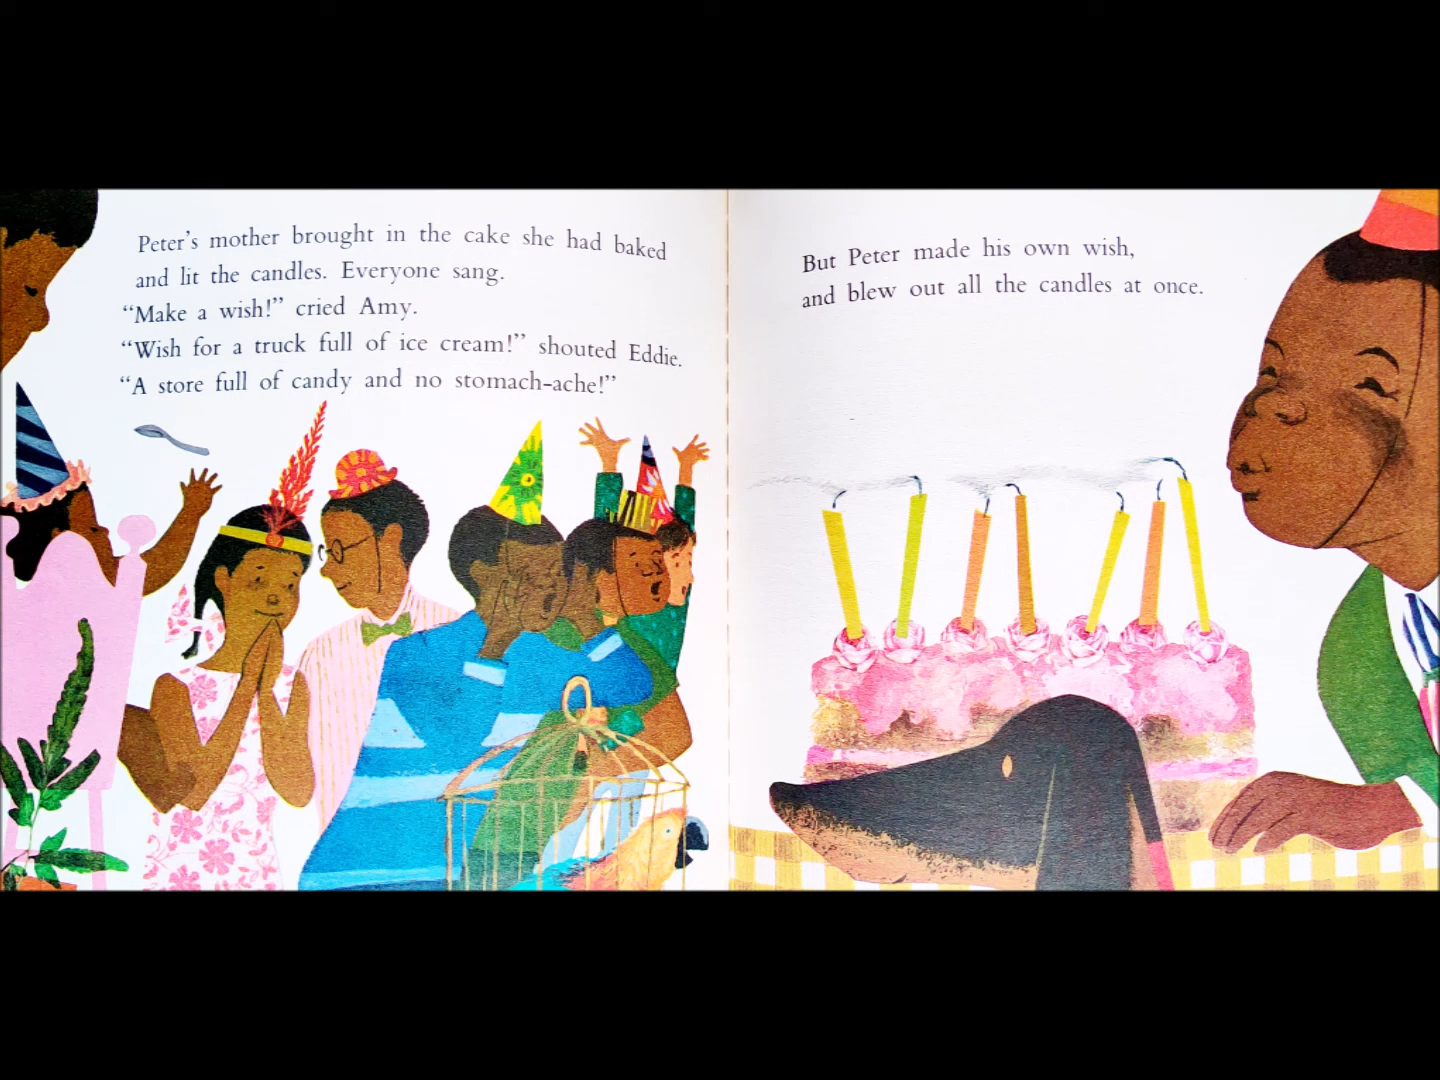 Peter's mother brought in the cake she had baked
and lit the candles. Everyone sang.
“Make a wish!” cried Amy.
“Wish for a truck full of ice cream!” shouted Eddie.
“A store full of candy and no stomach-ache!”
But Peter made his own wish,
and blew out all the candles at once.